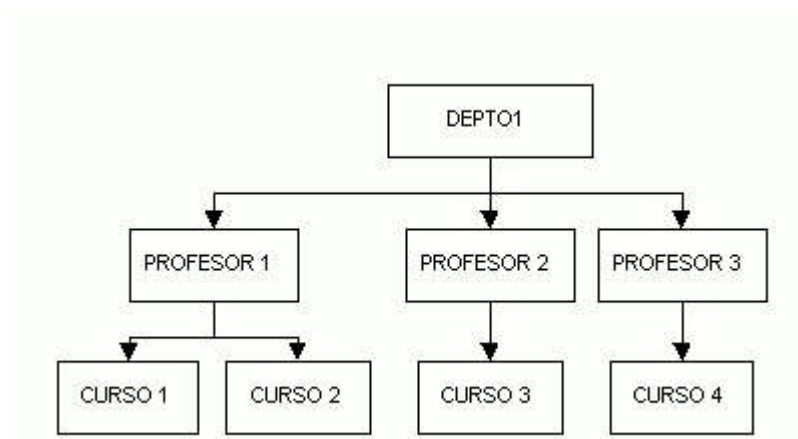 DEPTO1
PROFESOR 1
PROFESOR 2
PROFESOR 3
CURSO 1
CURSO 2
CURSO 3
CURSO 4